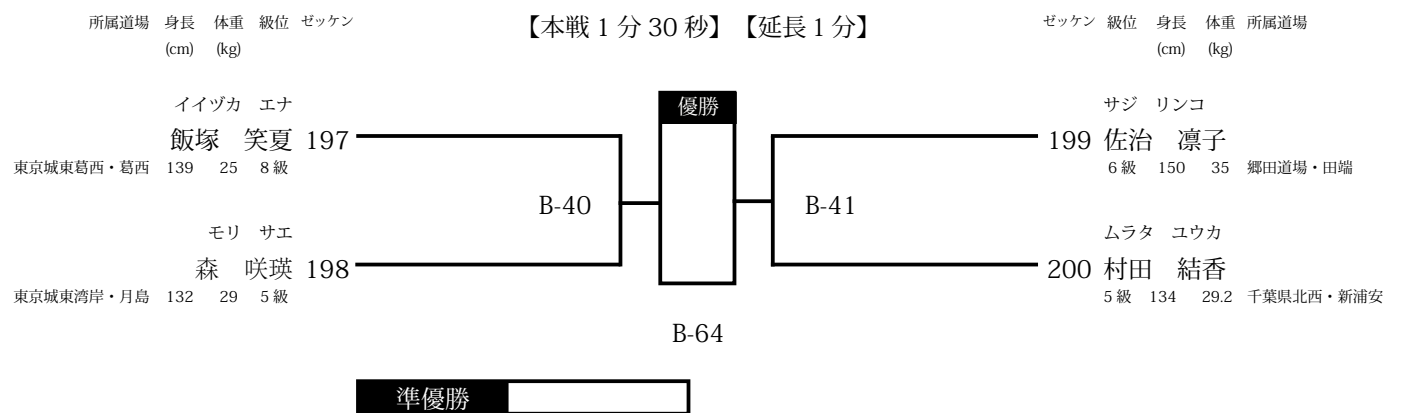 所属道場 身長 体重 級位 ゼッケン 【本戦 1 分 30 秒】【延長 1 分】 ゼッケン 級位 身長 体重 所属道場
(cm) (kg) (cm) (kg)
イイヅカ エナ
飯塚 笑夏 197
東京城東葛西・葛西 139 25 8 級
モリ サエ
森 咲瑛 198
東京城東湾岸・月島 132 29 5 級
B-40
優勝
B-41
B-64
サジ リンコ
199 佐治 凛子
6 級 150 35 郷田道場・田端
ムラタ ユウカ
200 村田 結香
5 級 134 29.2 千葉県北西・新浦安
準優勝